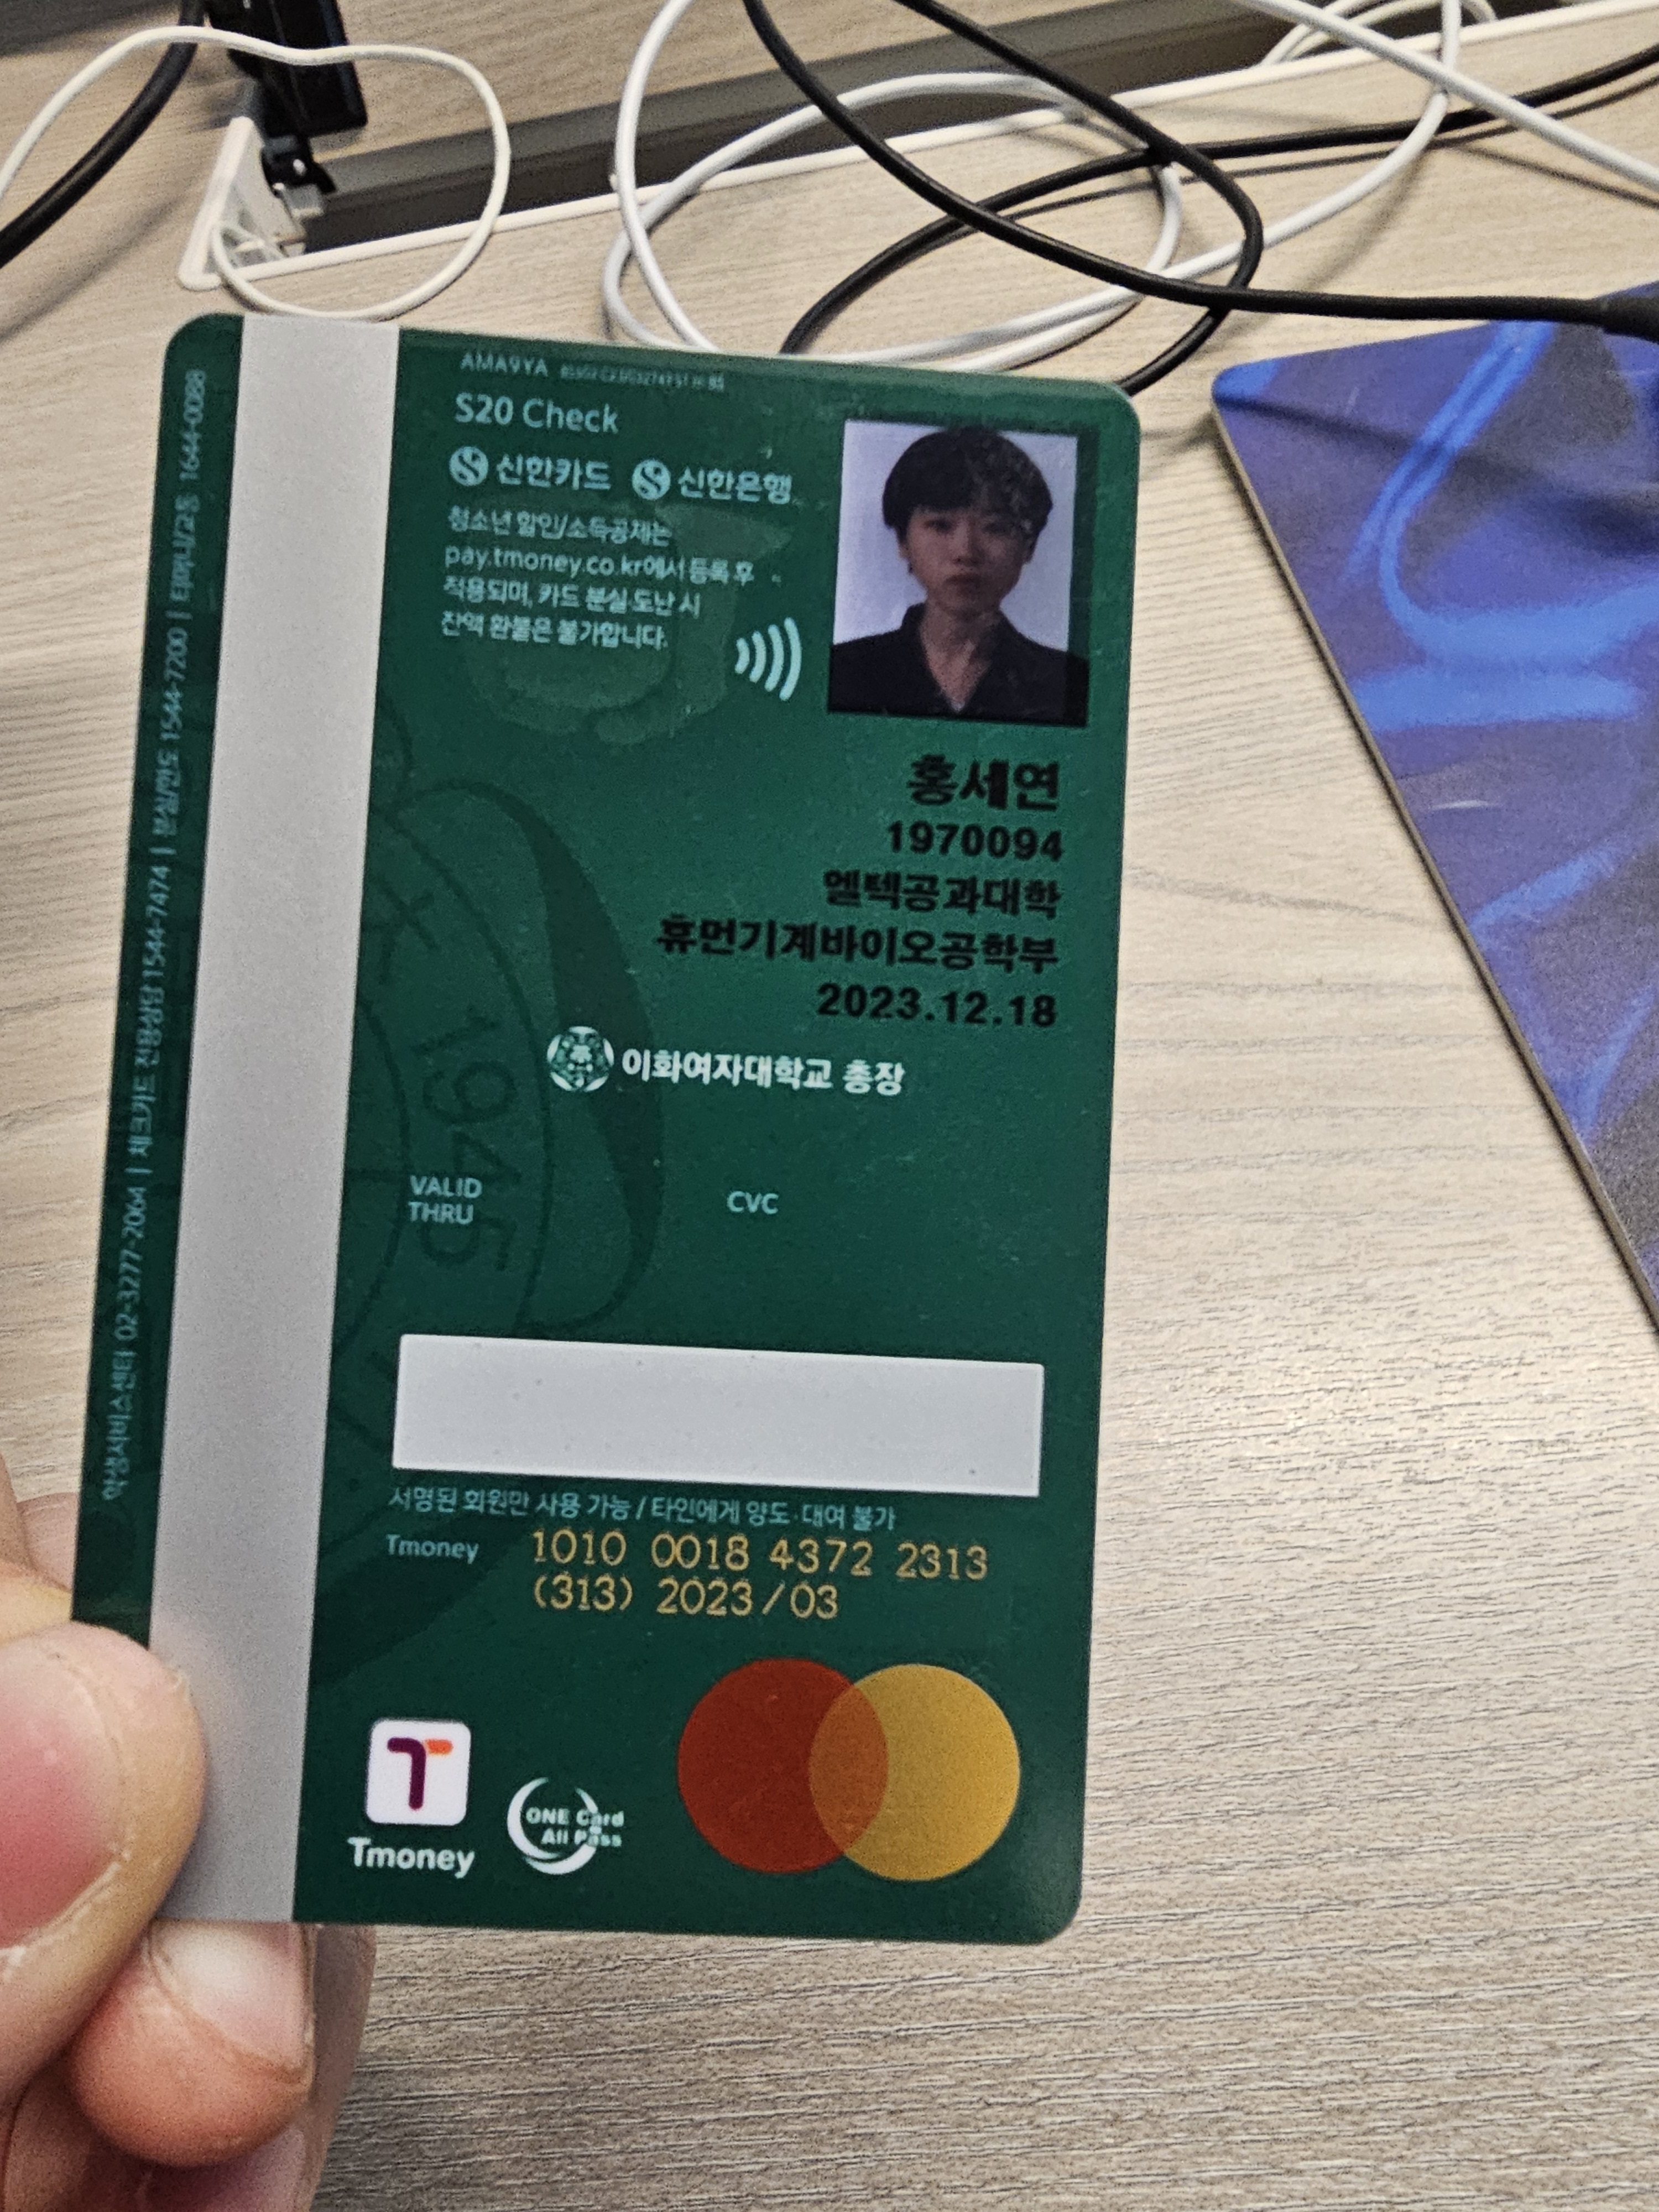 AMA9YA
S20 Check
신한카드 신한은행
청소년 할인/소득공제는
pay.tmoney.co.kr에서 등록 후
적용되며, 카드 분실·도난 시
잔액 환불은 불가합니다.
홍세연
1970094
엘텍공과대학
휴먼기계바이오공학부
2023.12.18
이화여자대학교 총장
1945
VALID
THRU
CVC
서명된 회원만 사용 가능 / 타인에게 양도·대여 불가
Tmoney 1010 0018 4372 2313
(313) 2023/03
Tmoney
ONE Card
All Pass
학생서비스센터 02-3277-2064 | 체크카드 전용상담 1544-7474 | 분실/신고 1544-7200 | 티머니/교통 1644-0088